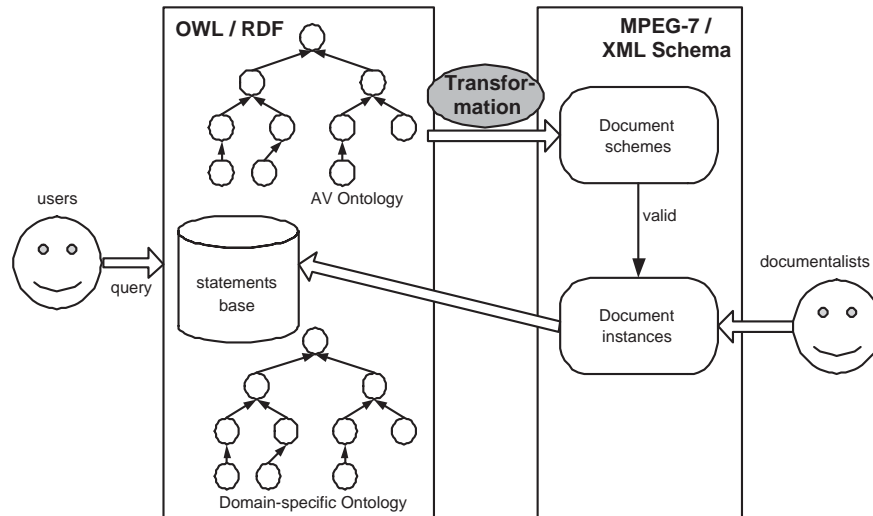 OWL / RDF
MPEG-7 /
XML Schema
Transfor-
mation
Document
schemes
AV Ontology
users
valid
documentalists
query
statements
base
Document
instances
Domain-specific Ontology